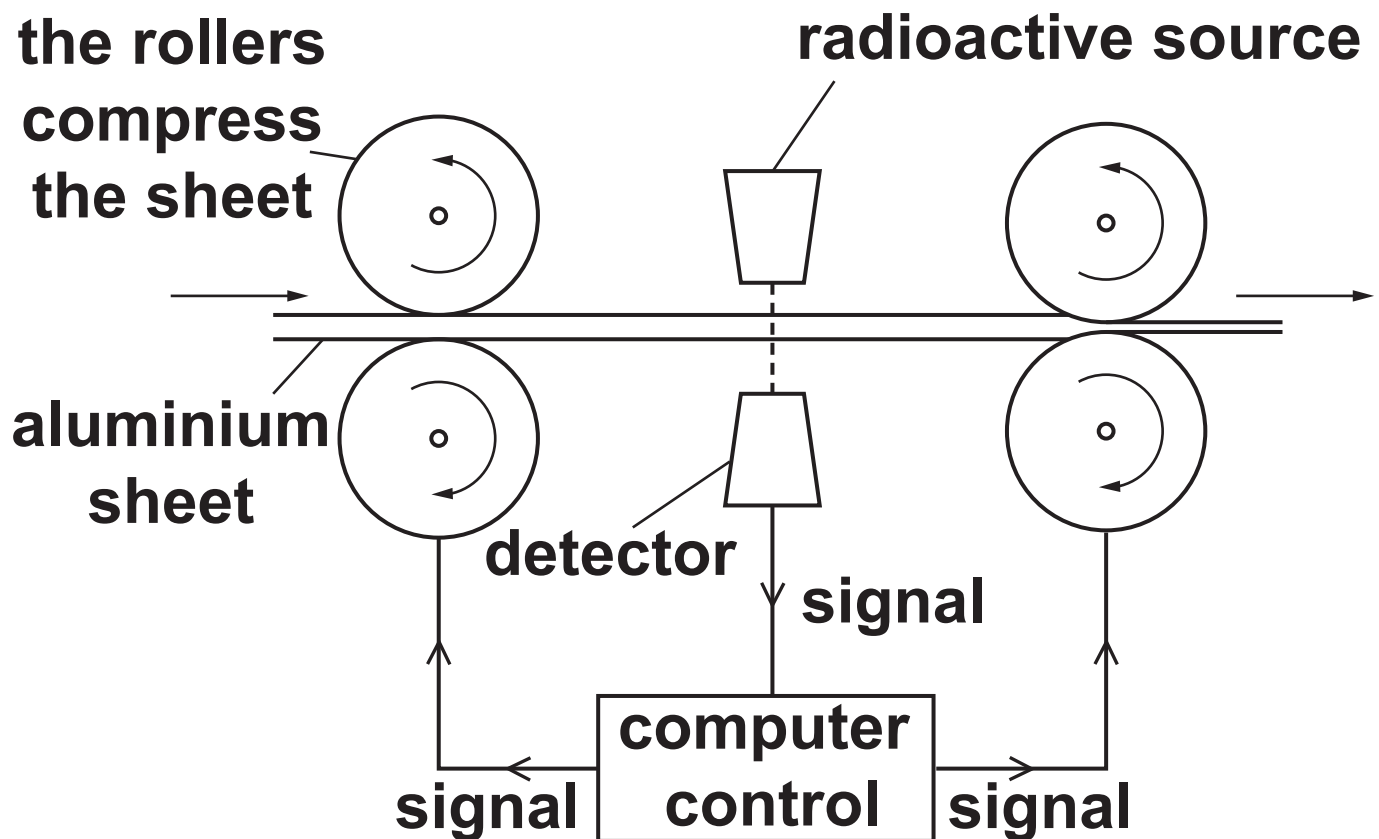 the rollers
compress
the sheet
radioactive source
aluminium
sheet
detector
signal
computer
control
signal
signal